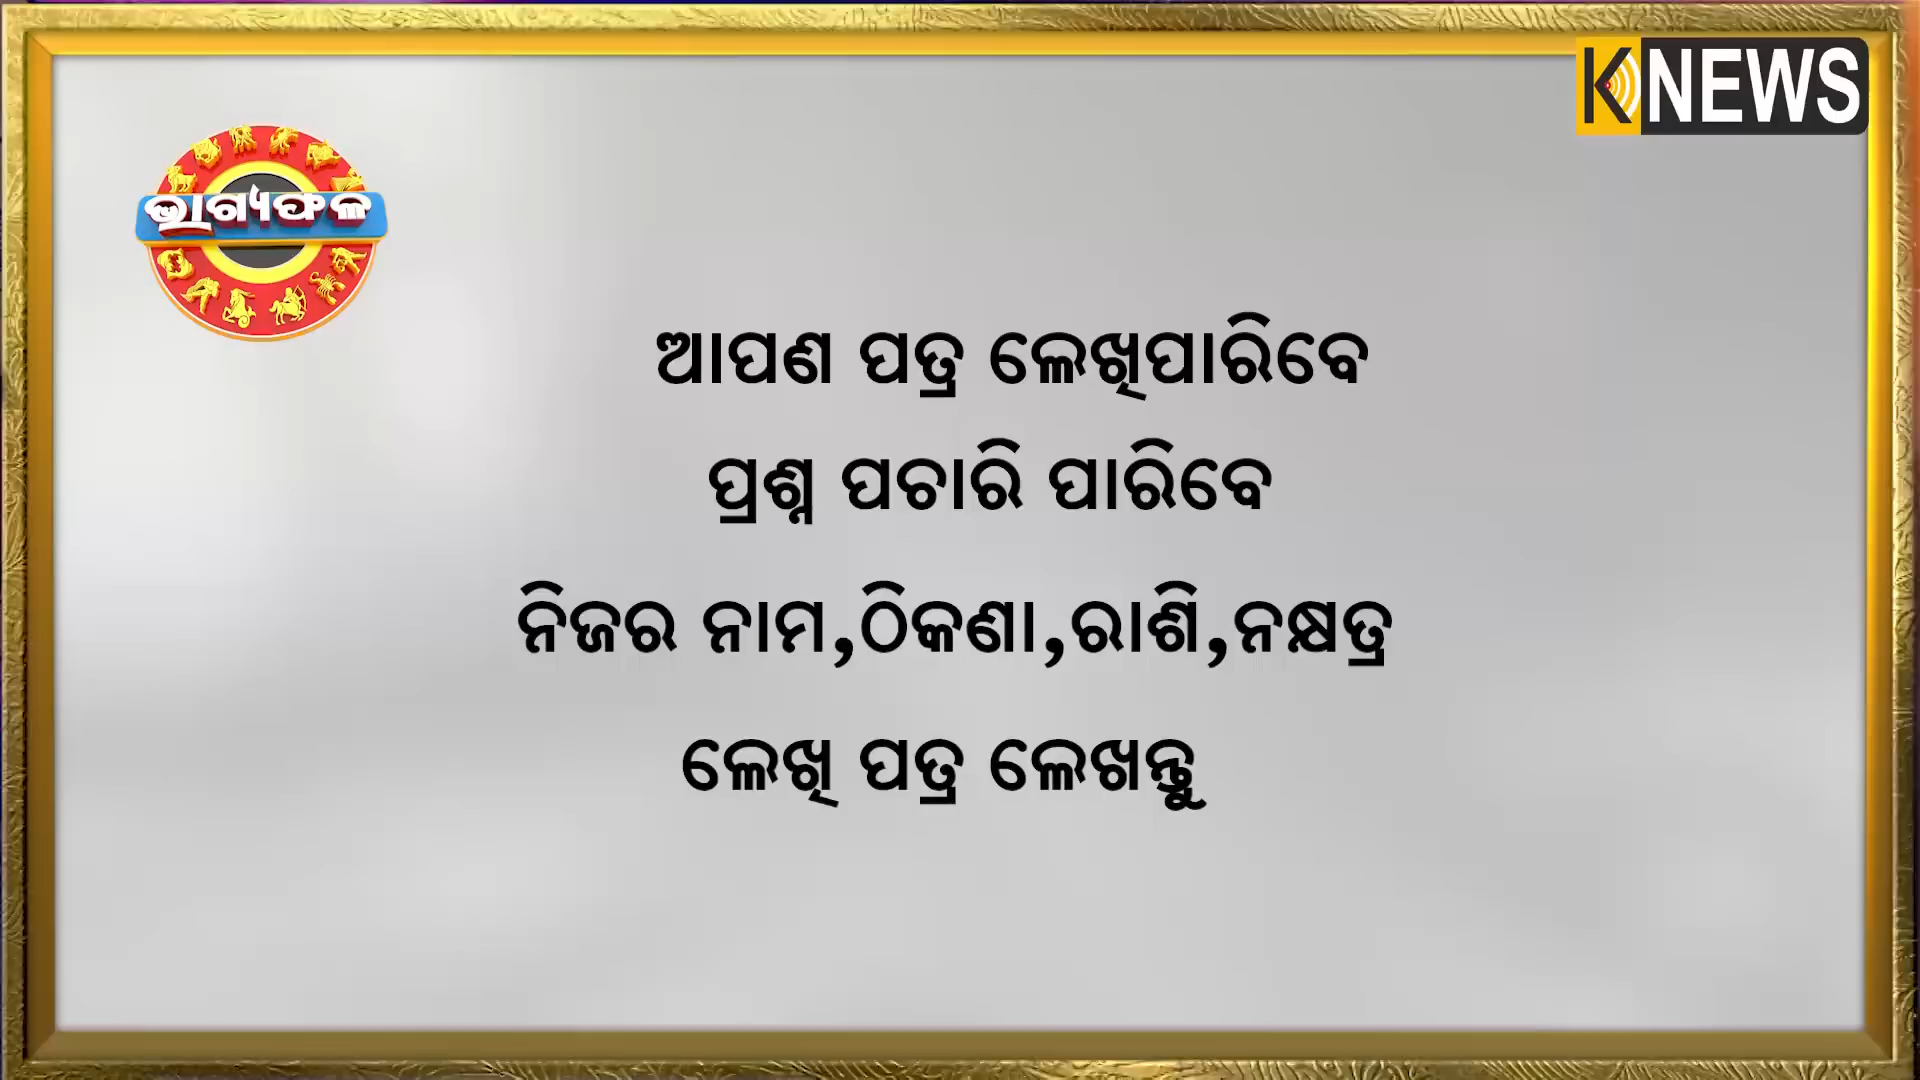 KNEWS
ଭାଗ୍ୟଫଳ
ଆପଣ ପତ୍ର ଲେଖିପାରିବେ
ପ୍ରଶ୍ନ ପଚାରି ପାରିବେ
ନିଜର ନାମ,ଠିକଣା,ରାଶି,ନକ୍ଷତ୍ର
ଲେଖି ପତ୍ର ଲେଖନ୍ତୁ